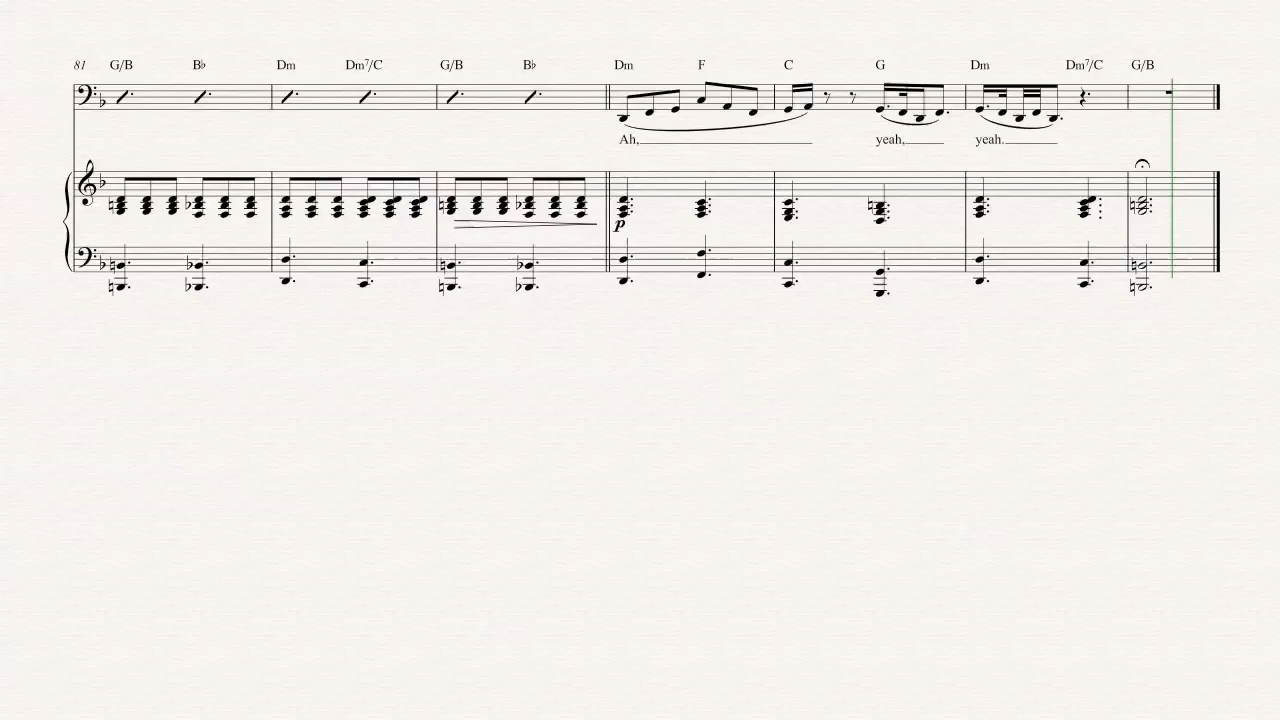 81 G/B B♭ Dm Dm7/C G/B B♭ Dm F C G Dm Dm7/C G/B
Ah, yeah, yeah.
p